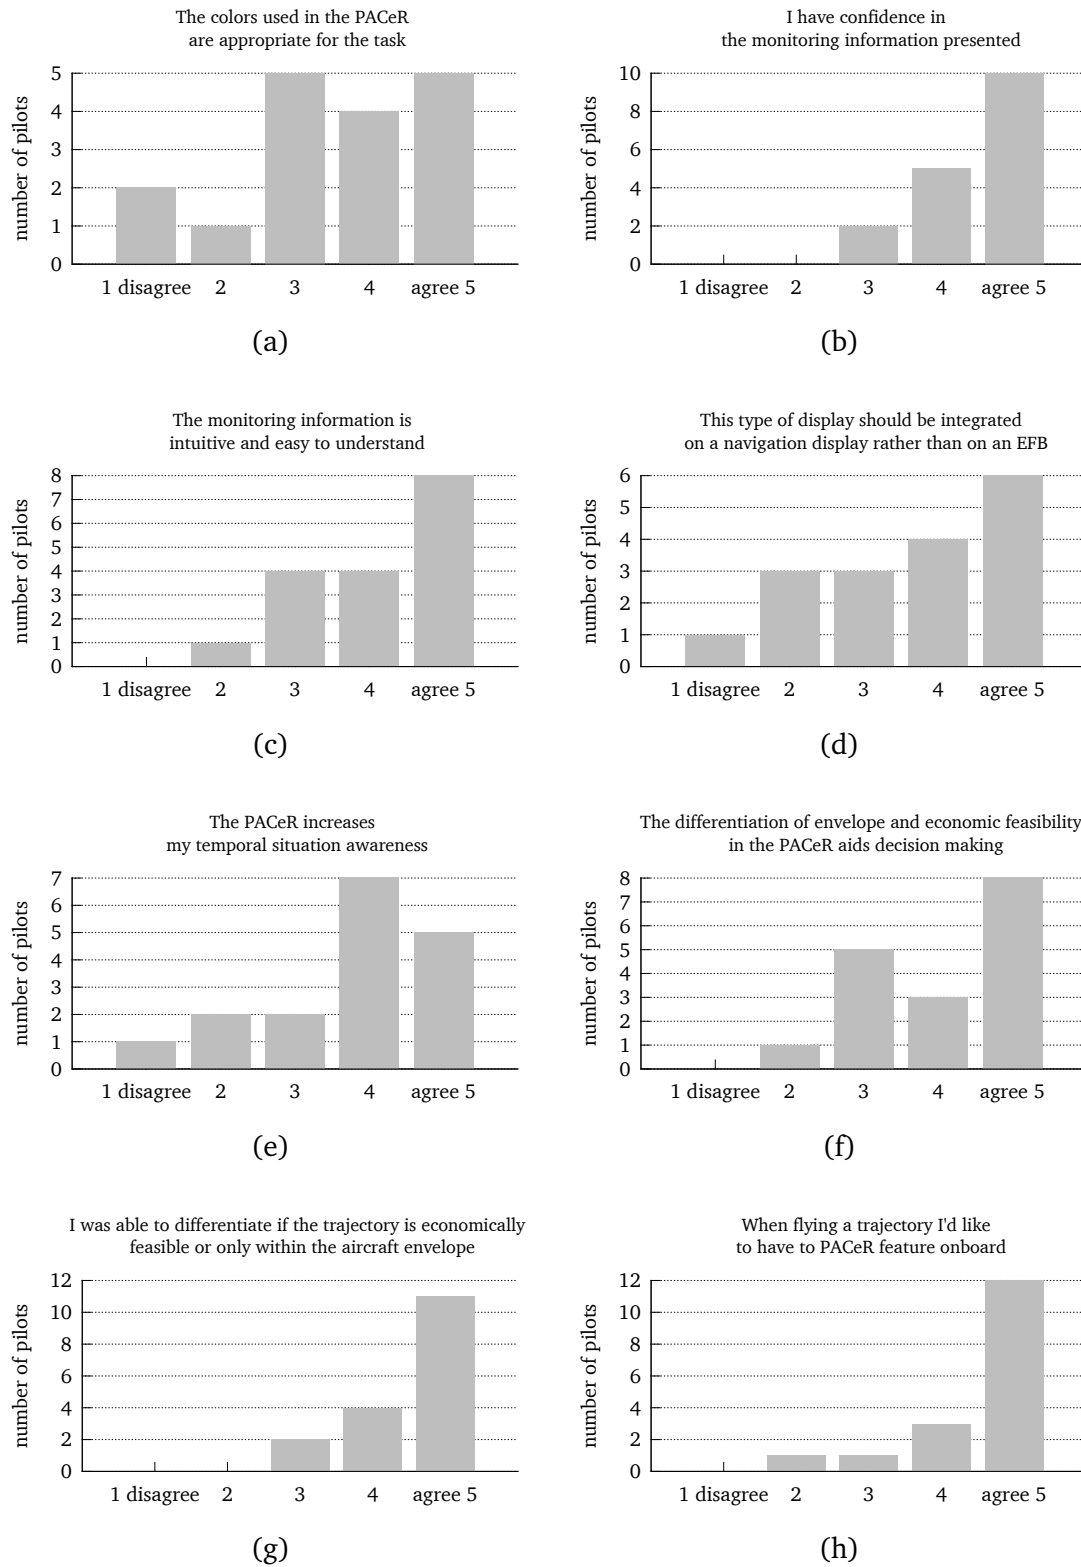 The colors used in the PACeR
are appropriate for the task
number of pilots
5
4
3
2
1
0
1 disagree 2 3 4 agree 5
(a)
I have confidence in
the monitoring information presented
number of pilots
10
8
6
4
2
0
1 disagree 2 3 4 agree 5
(b)
The monitoring information is
intuitive and easy to understand
number of pilots
8
7
6
5
4
3
2
1
0
1 disagree 2 3 4 agree 5
(c)
This type of display should be integrated
on a navigation display rather than on an EFB
number of pilots
6
5
4
3
2
1
0
1 disagree 2 3 4 agree 5
(d)
The PACeR increases
my temporal situation awareness
number of pilots
7
6
5
4
3
2
1
0
1 disagree 2 3 4 agree 5
(e)
The differentiation of envelope and economic feasibility
in the PACeR aids decision making
number of pilots
8
7
6
5
4
3
2
1
0
1 disagree 2 3 4 agree 5
(f)
I was able to differentiate if the trajectory is economically
feasible or only within the aircraft envelope
number of pilots
12
10
8
6
4
2
0
1 disagree 2 3 4 agree 5
(g)
When flying a trajectory I'd like
to have to PACeR feature onboard
number of pilots
12
10
8
6
4
2
0
1 disagree 2 3 4 agree 5
(h)